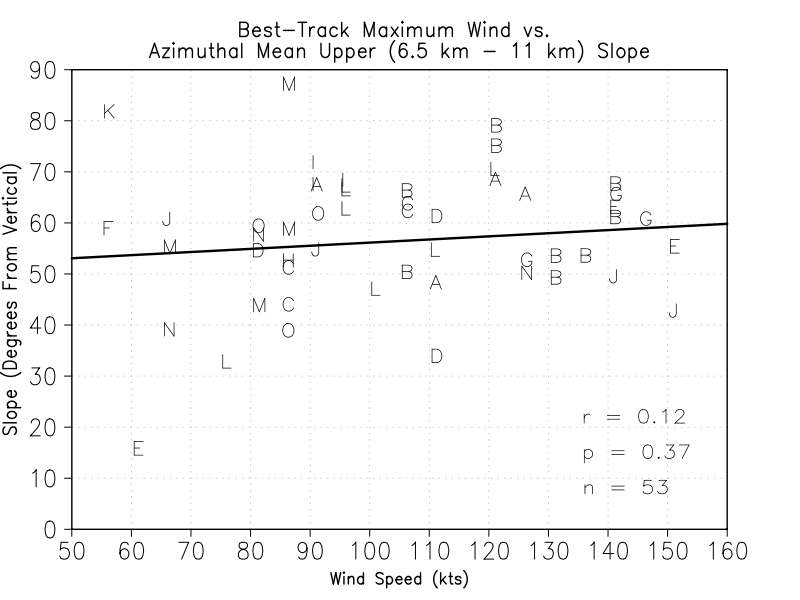 Best-Track Maximum Wind vs.
Azimuthal Mean Upper (6.5 km - 11 km) Slope
Slope (Degrees From Vertical)
90
M
K
80
B
B
70
I
L
A
A
L
A
B
B
G
B
C
C
L
E
B
60
J
F
O
O
D
G
N
M
M
D
J
L
E
B
B
G
50
H
C
B
N
B
J
A
L
J
40
M
C
N
O
D
30
L
20
E
r = 0.12
p = 0.37
n = 53
10
0
50 60 70 80 90 100 110 120 130 140 150 160
Wind Speed (kts)